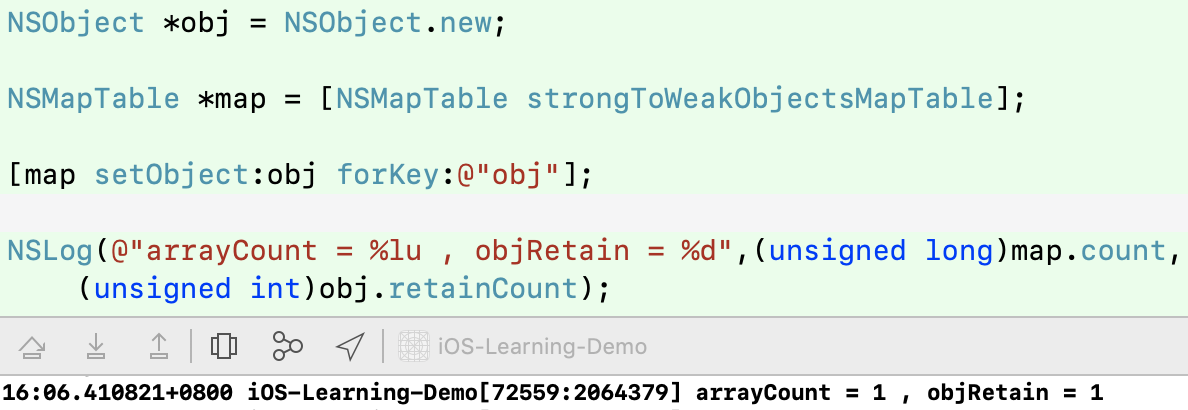 NSObject *obj = NSObject.new;
NSMapTable *map = [NSMapTable strongToWeakObjectsMapTable];
[map setObject:obj forKey:@"obj"];
NSLog(@"arrayCount = %lu , objRetain = %d",(unsigned long)map.count,
(unsigned int)obj.retainCount);
iOS-Learning-Demo
16:06.410821+0800 iOS-Learning-Demo[72559:2064379] arrayCount = 1 , objRetain = 1